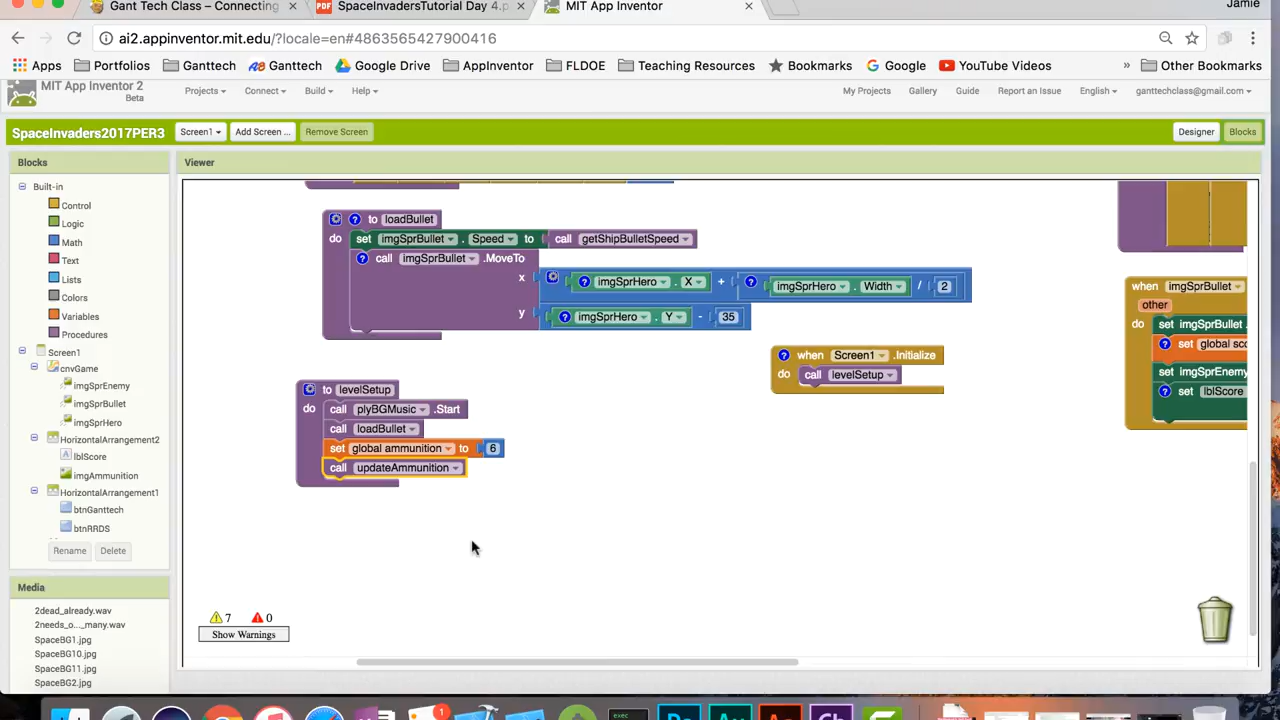 Gant Tech Class – Connecting
SpaceInvadersTutorial Day 4.p
MIT App Inventor
Jamie
ai2.appinventor.mit.edu/?locale=en#4863565427900416
Apps Portfolios Ganttech Ganttech Google Drive AppInventor FLDOE Teaching Resources Bookmarks Google YouTube Videos » Other Bookmarks
MIT App Inventor 2
Beta
Projects Connect Build Help
My Projects Gallery Guide Report an Issue English ganttechclass@gmail.com
SpaceInvaders2017PER3 Screen1 Add Screen ... Remove Screen Designer Blocks
Blocks
Built-in
Control
Logic
Math
Text
Lists
Colors
Variables
Procedures
Screen1
cnvGame
imgSprEnemy
imgSprBullet
imgSprHero
HorizontalArrangement2
lblScore
imgAmmunition
HorizontalArrangement1
btnGanttech
btnRRDS
Rename Delete
Media
2dead_already.wav
2needs_o..._many.wav
SpaceBG1.jpg
SpaceBG10.jpg
SpaceBG11.jpg
SpaceBG2.jpg
Viewer
? to loadBullet
do set imgSprBullet . Speed to call getShipBulletSpeed
? call imgSprBullet .MoveTo
x ? imgSprHero . X + ? imgSprHero . Width / 2
y ? imgSprHero . Y - 35
? when Screen1 .Initialize
do call levelSetup
to levelSetup
do call plyBGMusic .Start
call loadBullet
set global ammunition to 6
call updateAmmunition
when imgSprBullet
other
do set imgSprBullet .
? set global sco
set imgSprEnemy
? set lblScore
7 0
Show Warnings
1
exec
Ps Au Ch